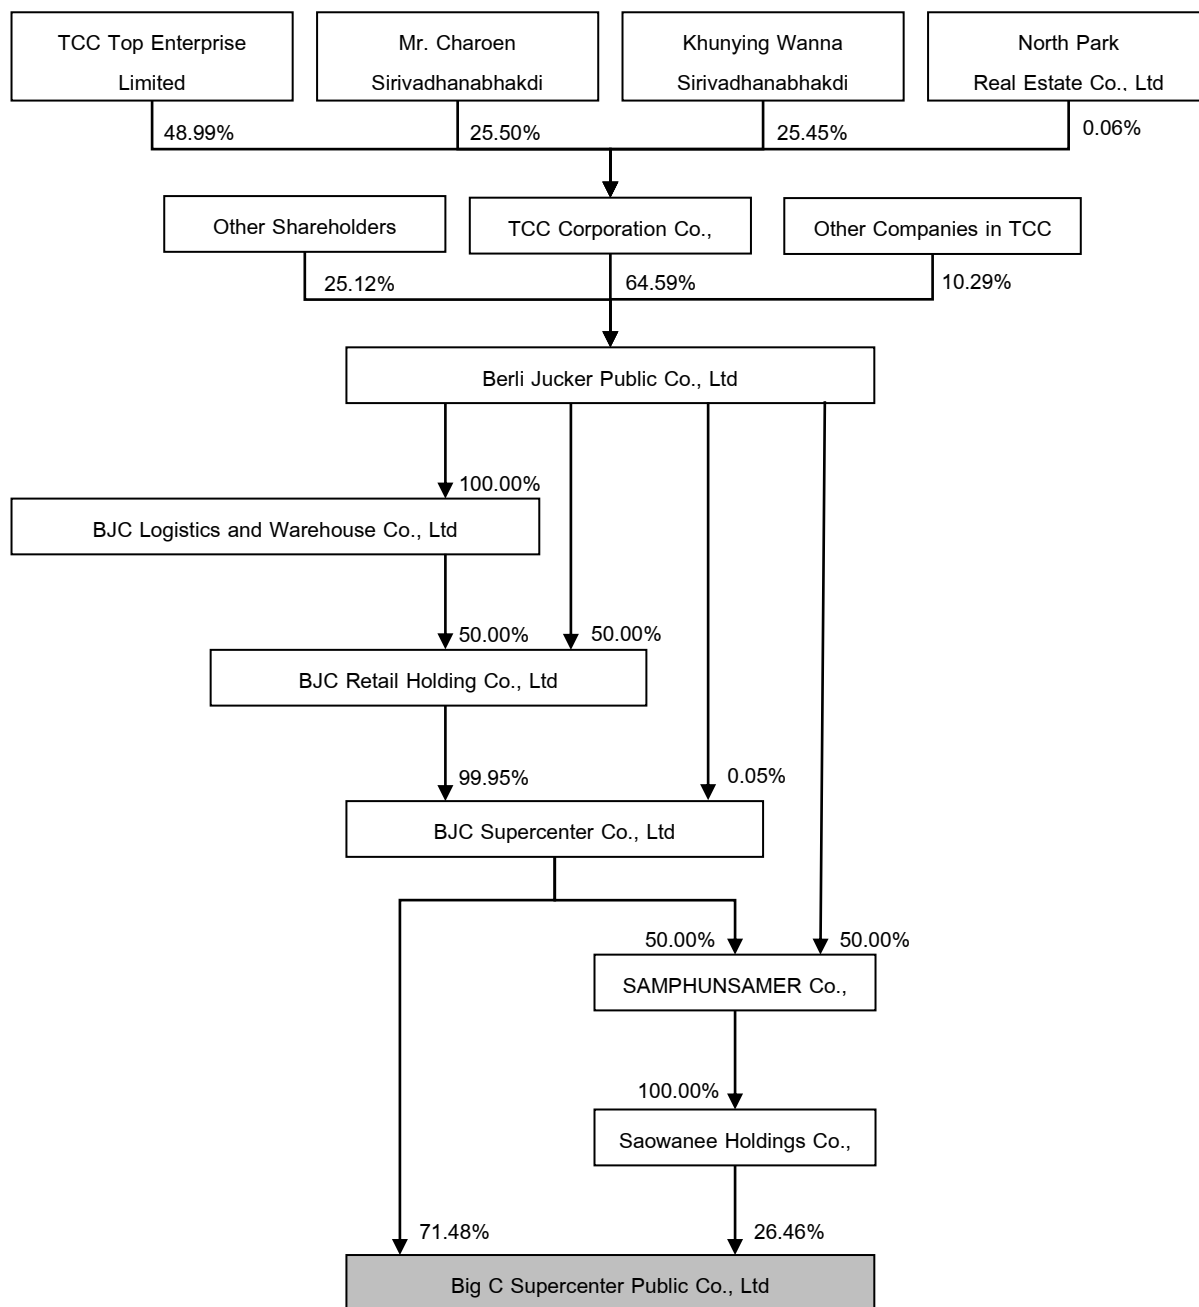 TCC Top Enterprise
Limited
Mr. Charoen
Sirivadhanabhakdi
Khunying Wanna
Sirivadhanabhakdi
North Park
Real Estate Co., Ltd
48.99%
25.50%
25.45%
0.06%
Other Shareholders
TCC Corporation Co.,
Other Companies in TCC
25.12%
64.59%
10.29%
Berli Jucker Public Co., Ltd
100.00%
BJC Logistics and Warehouse Co., Ltd
50.00%
50.00%
BJC Retail Holding Co., Ltd
99.95%
0.05%
BJC Supercenter Co., Ltd
50.00%
50.00%
SAMPHUNSAMER Co.,
100.00%
Saowanee Holdings Co.,
71.48%
26.46%
Big C Supercenter Public Co., Ltd